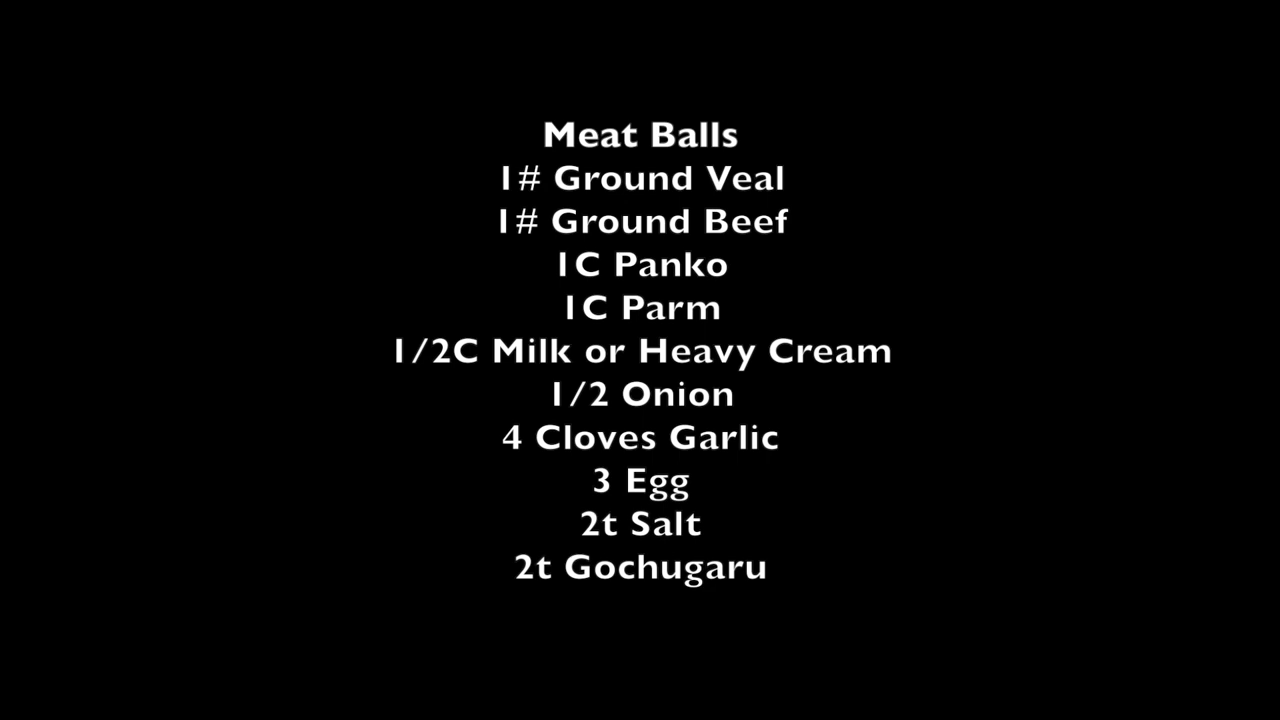 Meat Balls
1# Ground Veal
1# Ground Beef
1C Panko
1C Parm
1/2C Milk or Heavy Cream
1/2 Onion
4 Cloves Garlic
3 Egg
2t Salt
2t Gochugaru